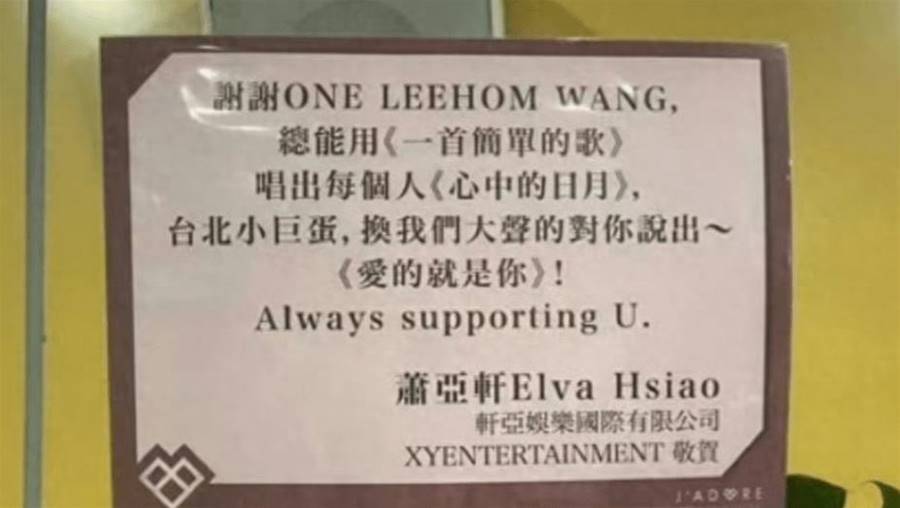 謝謝ONE LEEHOM WANG,
總能用《一首簡單的歌》
唱出每個人《心中的日月》,
台北小巨蛋, 換我們大聲的對你說出～
《愛的就是你》!
Always supporting U.
蕭亞軒Elva Hsiao
軒亞娛樂國際有限公司
XYENTERTAINMENT 敬賀
J'ADORE